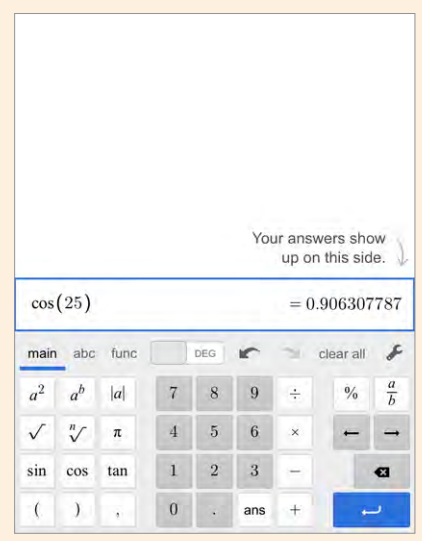 Your answers show
up on this side.
cos(25) = 0.906307787
main abc func DEG clear all
a² aᵇ |a| 7 8 9 ÷ % a/b
√ ⁿ√ π 4 5 6 × ← →
sin cos tan 1 2 3 −
( ) , 0 . ans +